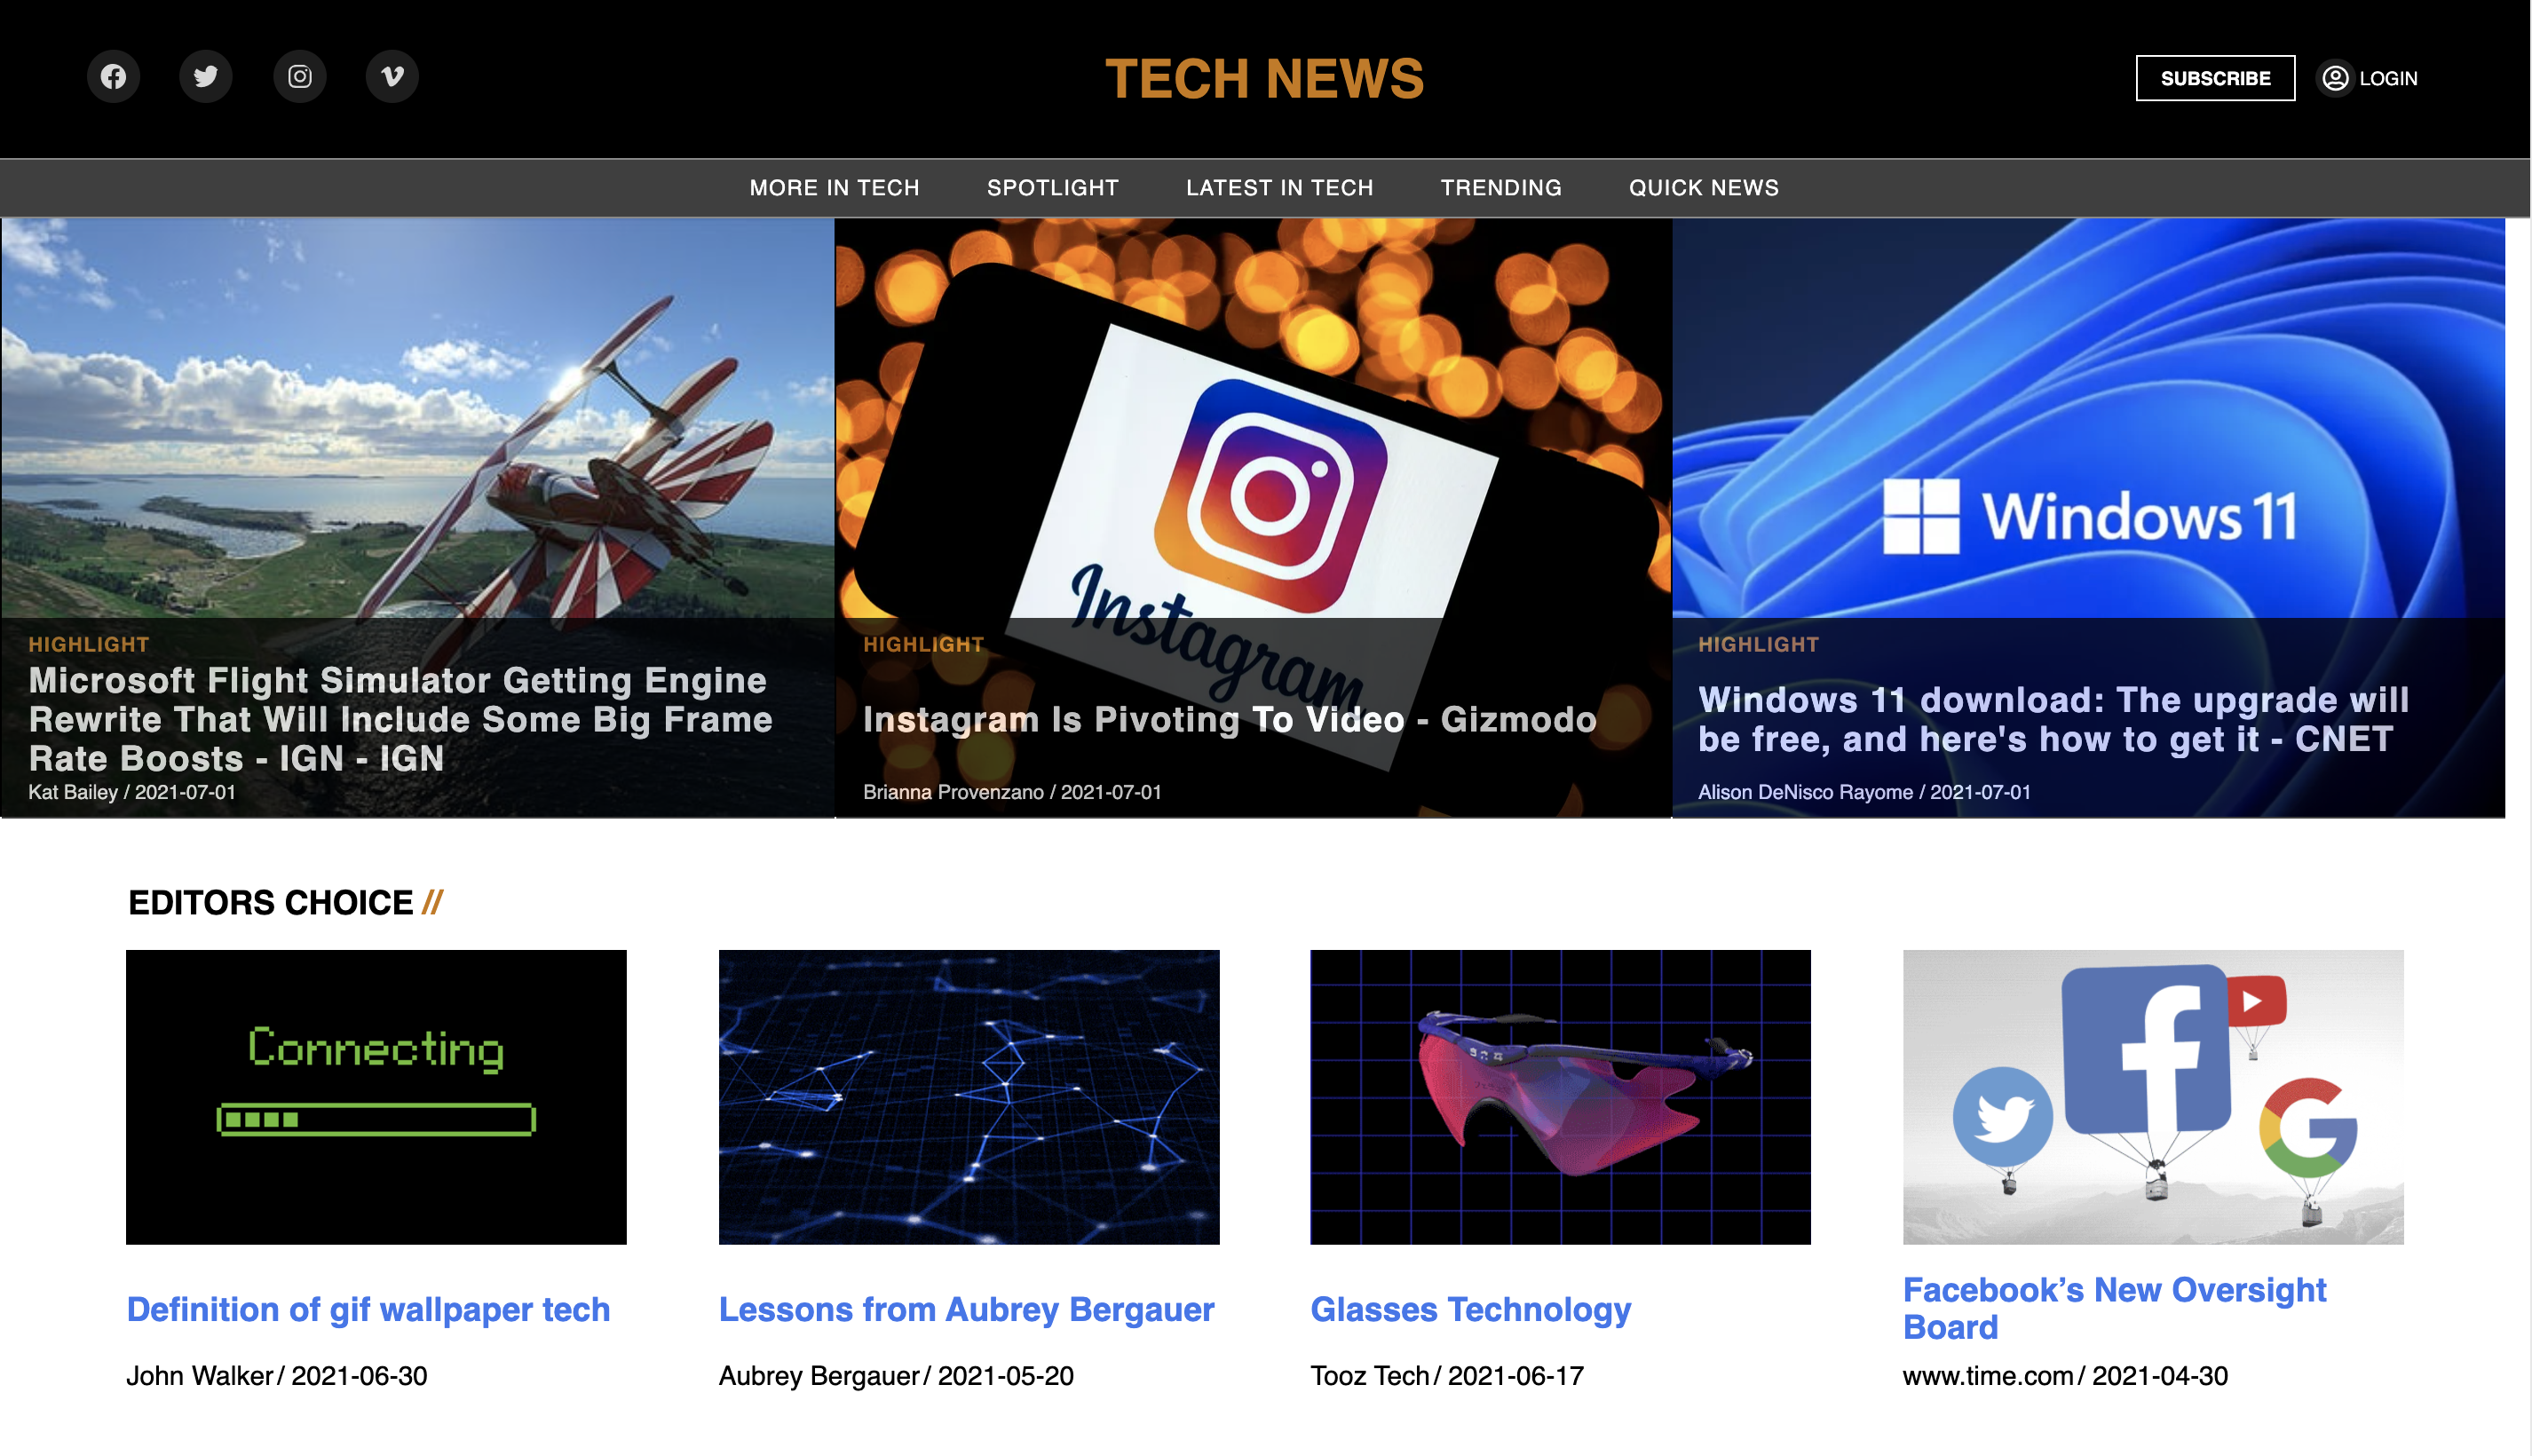 TECH NEWS
SUBSCRIBE
LOGIN
MORE IN TECH
SPOTLIGHT
LATEST IN TECH
TRENDING
QUICK NEWS
Instagram
Windows 11
HIGHLIGHT
Microsoft Flight Simulator Getting Engine
Rewrite That Will Include Some Big Frame
Rate Boosts - IGN - IGN
Kat Bailey / 2021-07-01
HIGHLIGHT
Instagram Is Pivoting To Video - Gizmodo
Brianna Provenzano / 2021-07-01
HIGHLIGHT
Windows 11 download: The upgrade will
be free, and here's how to get it - CNET
Alison DeNisco Rayome / 2021-07-01
EDITORS CHOICE //
Connecting
Definition of gif wallpaper tech
John Walker / 2021-06-30
Lessons from Aubrey Bergauer
Aubrey Bergauer / 2021-05-20
Glasses Technology
Tooz Tech / 2021-06-17
Facebook’s New Oversight
Board
www.time.com / 2021-04-30